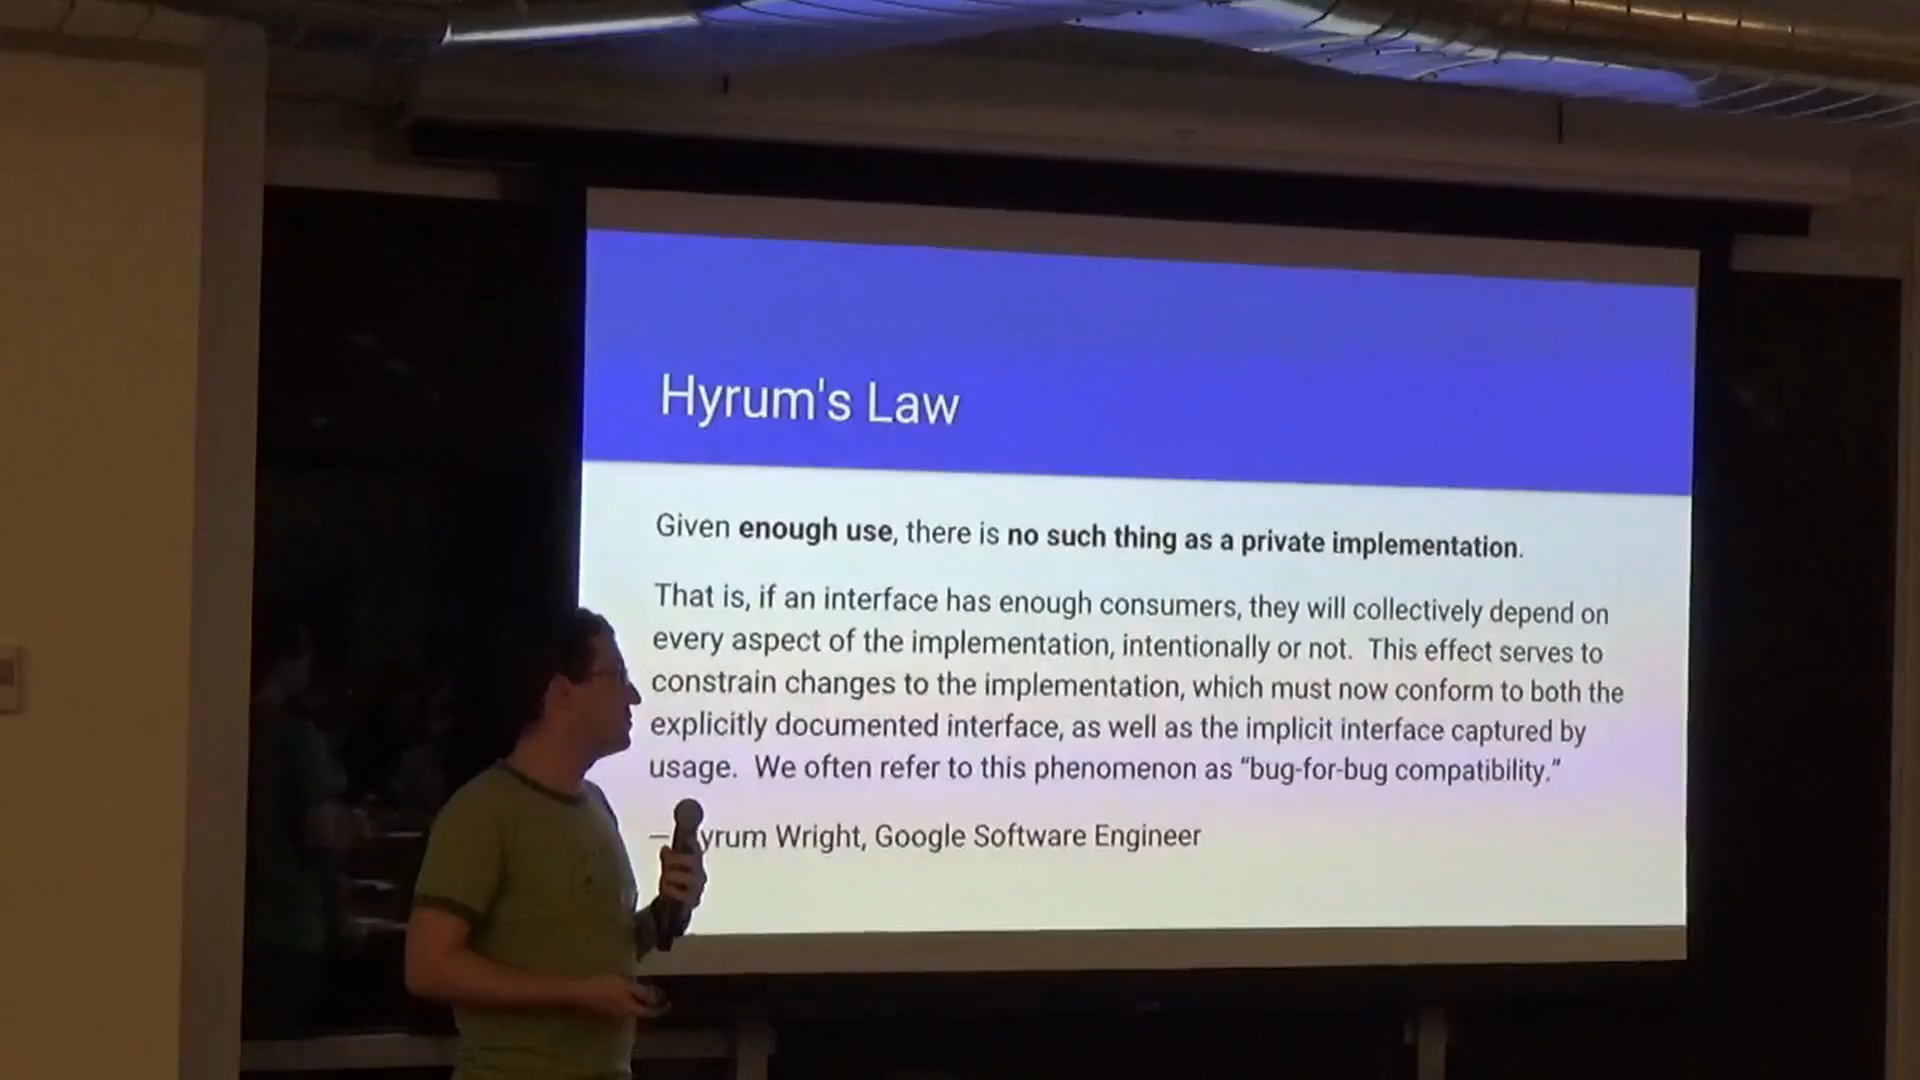 Hyrum's Law
Given enough use, there is no such thing as a private implementation.
That is, if an interface has enough consumers, they will collectively depend on
every aspect of the implementation, intentionally or not. This effect serves to
constrain changes to the implementation, which must now conform to both the
explicitly documented interface, as well as the implicit interface captured by
usage. We often refer to this phenomenon as “bug-for-bug compatibility.”
– yrum Wright, Google Software Engineer